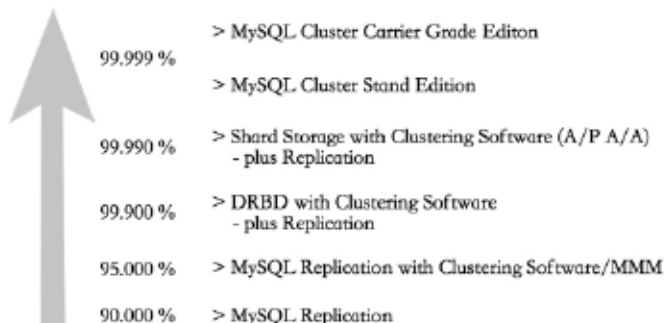 > MySQL Cluster Carrier Grade Editon
99.999 %
> MySQL Cluster Stand Edition
99.990 % > Shard Storage with Clustering Software (A/P A/A)
- plus Replication
99.900 % > DRBD with Clustering Software
- plus Replication
95.000 % > MySQL Replication with Clustering Software/MMM
90.000 % > MySQL Replication